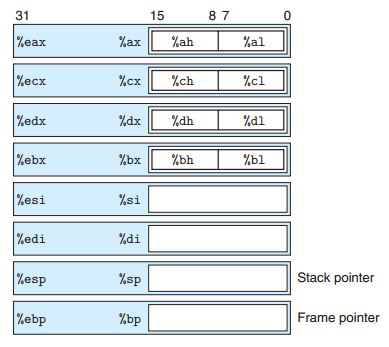 31 15 8 7 0
%eax %ax %ah %al
%ecx %cx %ch %cl
%edx %dx %dh %dl
%ebx %bx %bh %bl
%esi %si
%edi %di
%esp %sp Stack pointer
%ebp %bp Frame pointer